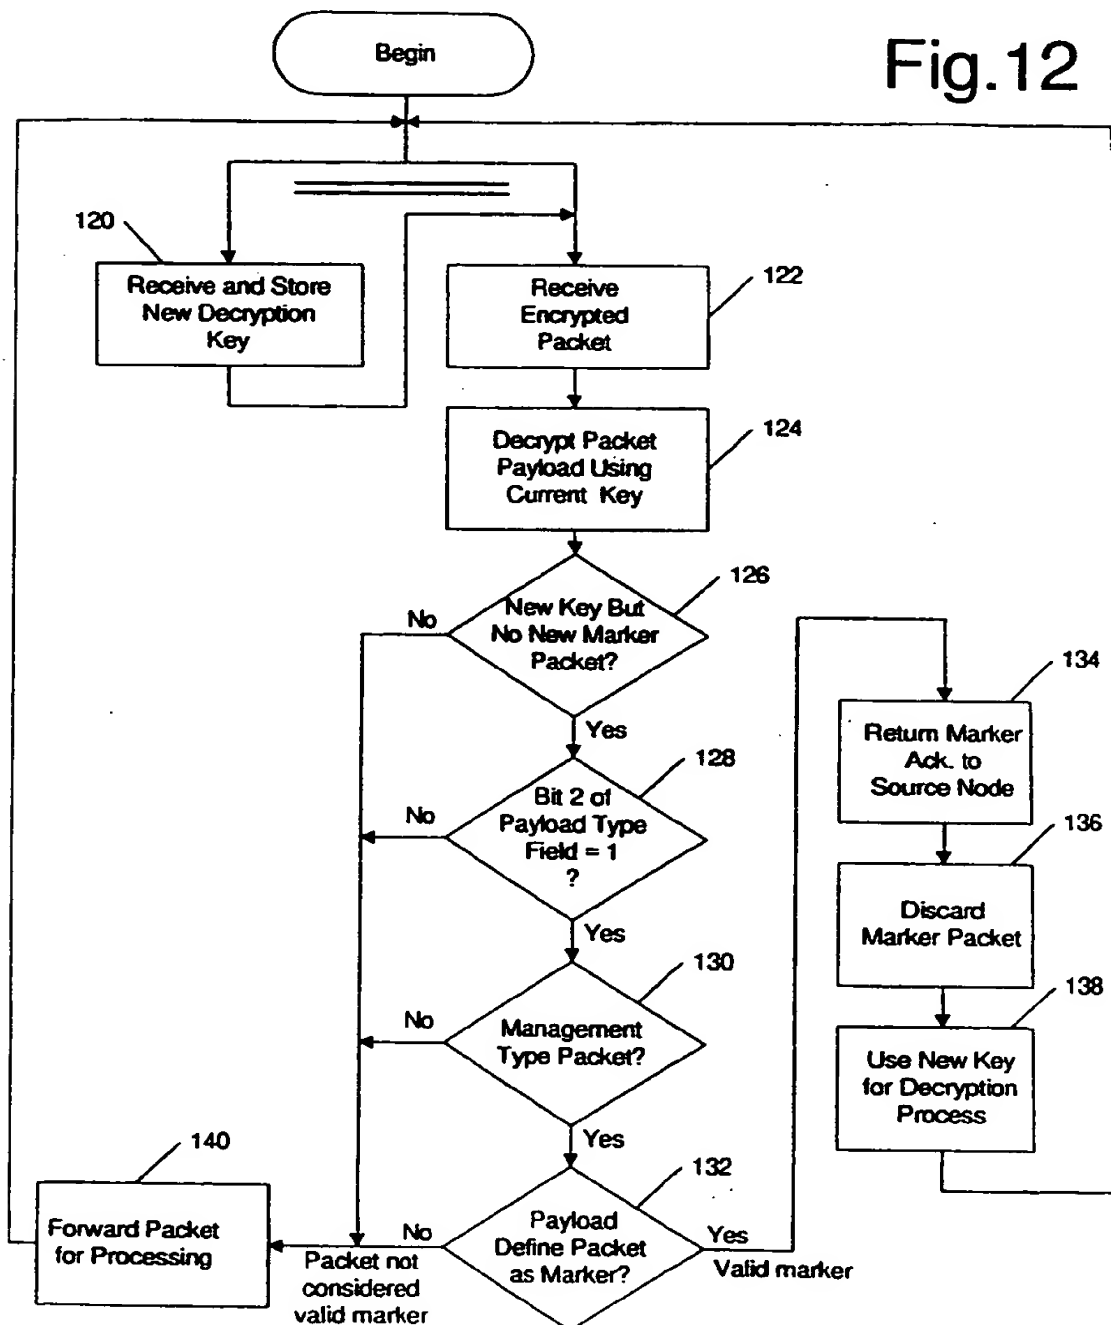 Begin
Fig.12
120
Receive and Store
New Decryption
Key
122
Receive
Encrypted
Packet
124
Decrypt Packet
Payload Using
Current Key
126
New Key But
No New Marker
Packet?
No
Yes
128
Bit 2 of
Payload Type
Field = 1
?
No
Yes
130
Management
Type Packet?
No
Yes
132
Payload
Define Packet
as Marker?
No
Packet not
considered
valid marker
Yes
Valid marker
134
Return Marker
Ack. to
Source Node
136
Discard
Marker Packet
138
Use New Key
for Decryption
Process
140
Forward Packet
for Processing